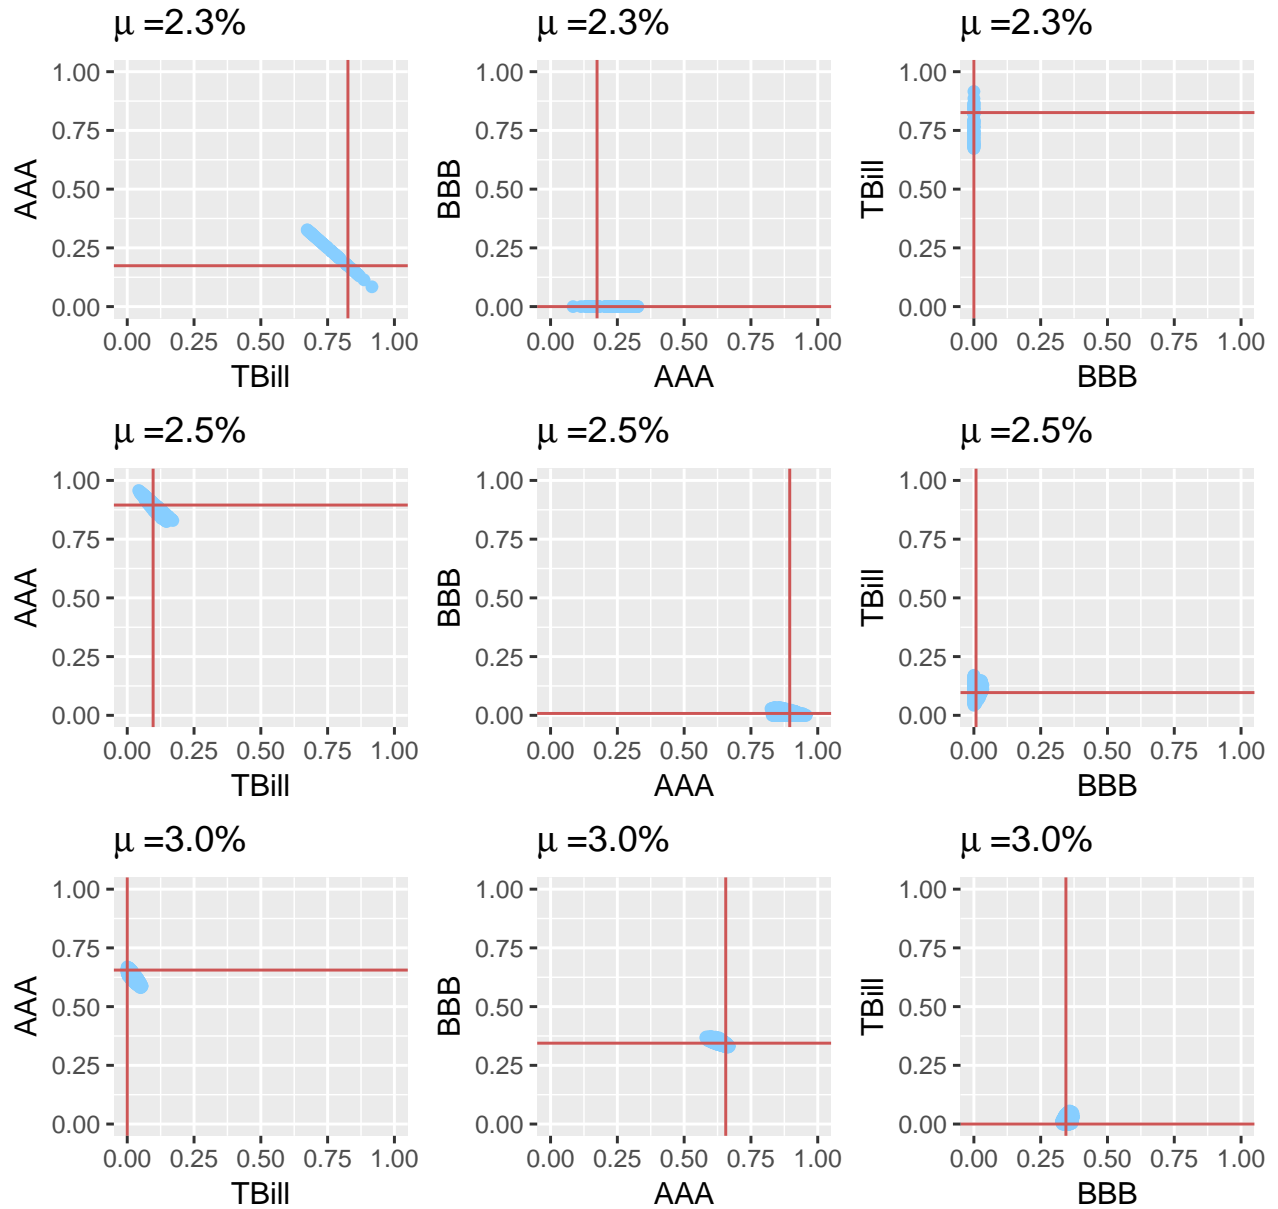 μ =2.3% μ =2.3% μ =2.3%
1.00 1.00 1.00
0.75 0.75 0.75
AAA BBB TBill
0.50 0.50 0.50
0.25 0.25 0.25
0.00 0.00 0.00
0.00 0.25 0.50 0.75 1.00 0.00 0.25 0.50 0.75 1.00 0.00 0.25 0.50 0.75 1.00
TBill AAA BBB
μ =2.5% μ =2.5% μ =2.5%
1.00 1.00 1.00
0.75 0.75 0.75
AAA BBB TBill
0.50 0.50 0.50
0.25 0.25 0.25
0.00 0.00 0.00
0.00 0.25 0.50 0.75 1.00 0.00 0.25 0.50 0.75 1.00 0.00 0.25 0.50 0.75 1.00
TBill AAA BBB
μ =3.0% μ =3.0% μ =3.0%
1.00 1.00 1.00
0.75 0.75 0.75
AAA BBB TBill
0.50 0.50 0.50
0.25 0.25 0.25
0.00 0.00 0.00
0.00 0.25 0.50 0.75 1.00 0.00 0.25 0.50 0.75 1.00 0.00 0.25 0.50 0.75 1.00
TBill AAA BBB